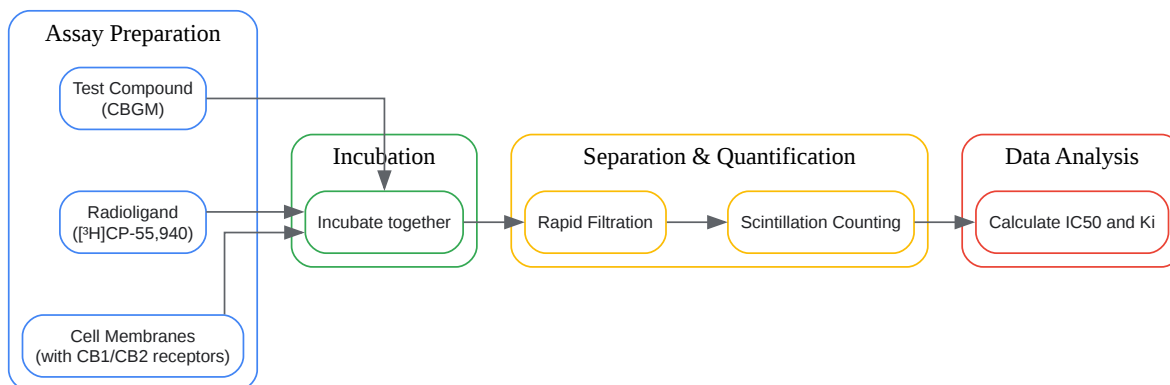 Assay Preparation
Test Compound
(CBGM)
Radioligand
([³H]CP-55,940)
Cell Membranes
(with CB1/CB2 receptors)
Incubation
Incubate together
Separation & Quantification
Rapid Filtration
Scintillation Counting
Data Analysis
Calculate IC50 and Ki